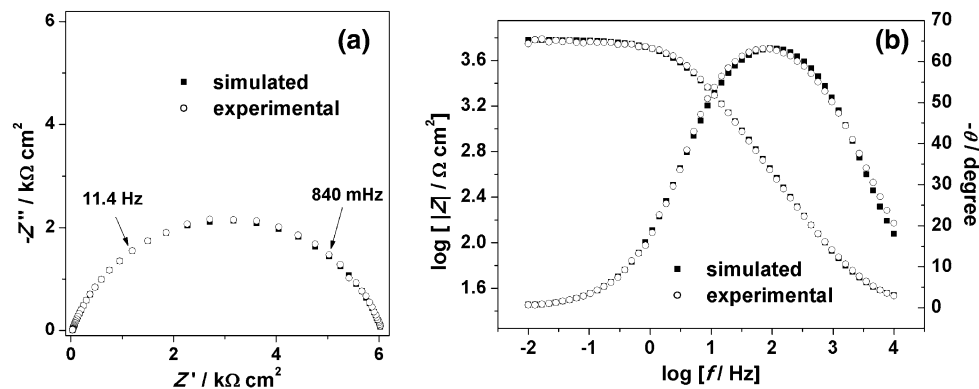 (a)
6
4
2
0
-Z'' / kΩ cm²
simulated
experimental
11.4 Hz
840 mHz
0 2 4 6
Z' / kΩ cm²
(b)
3.6
3.2
2.8
2.4
2.0
1.6
log [ |Z| / Ω cm²]
simulated
experimental
-2 -1 0 1 2 3 4
log [f / Hz]
70
60
50
40
30
20
10
0
-θ / degree